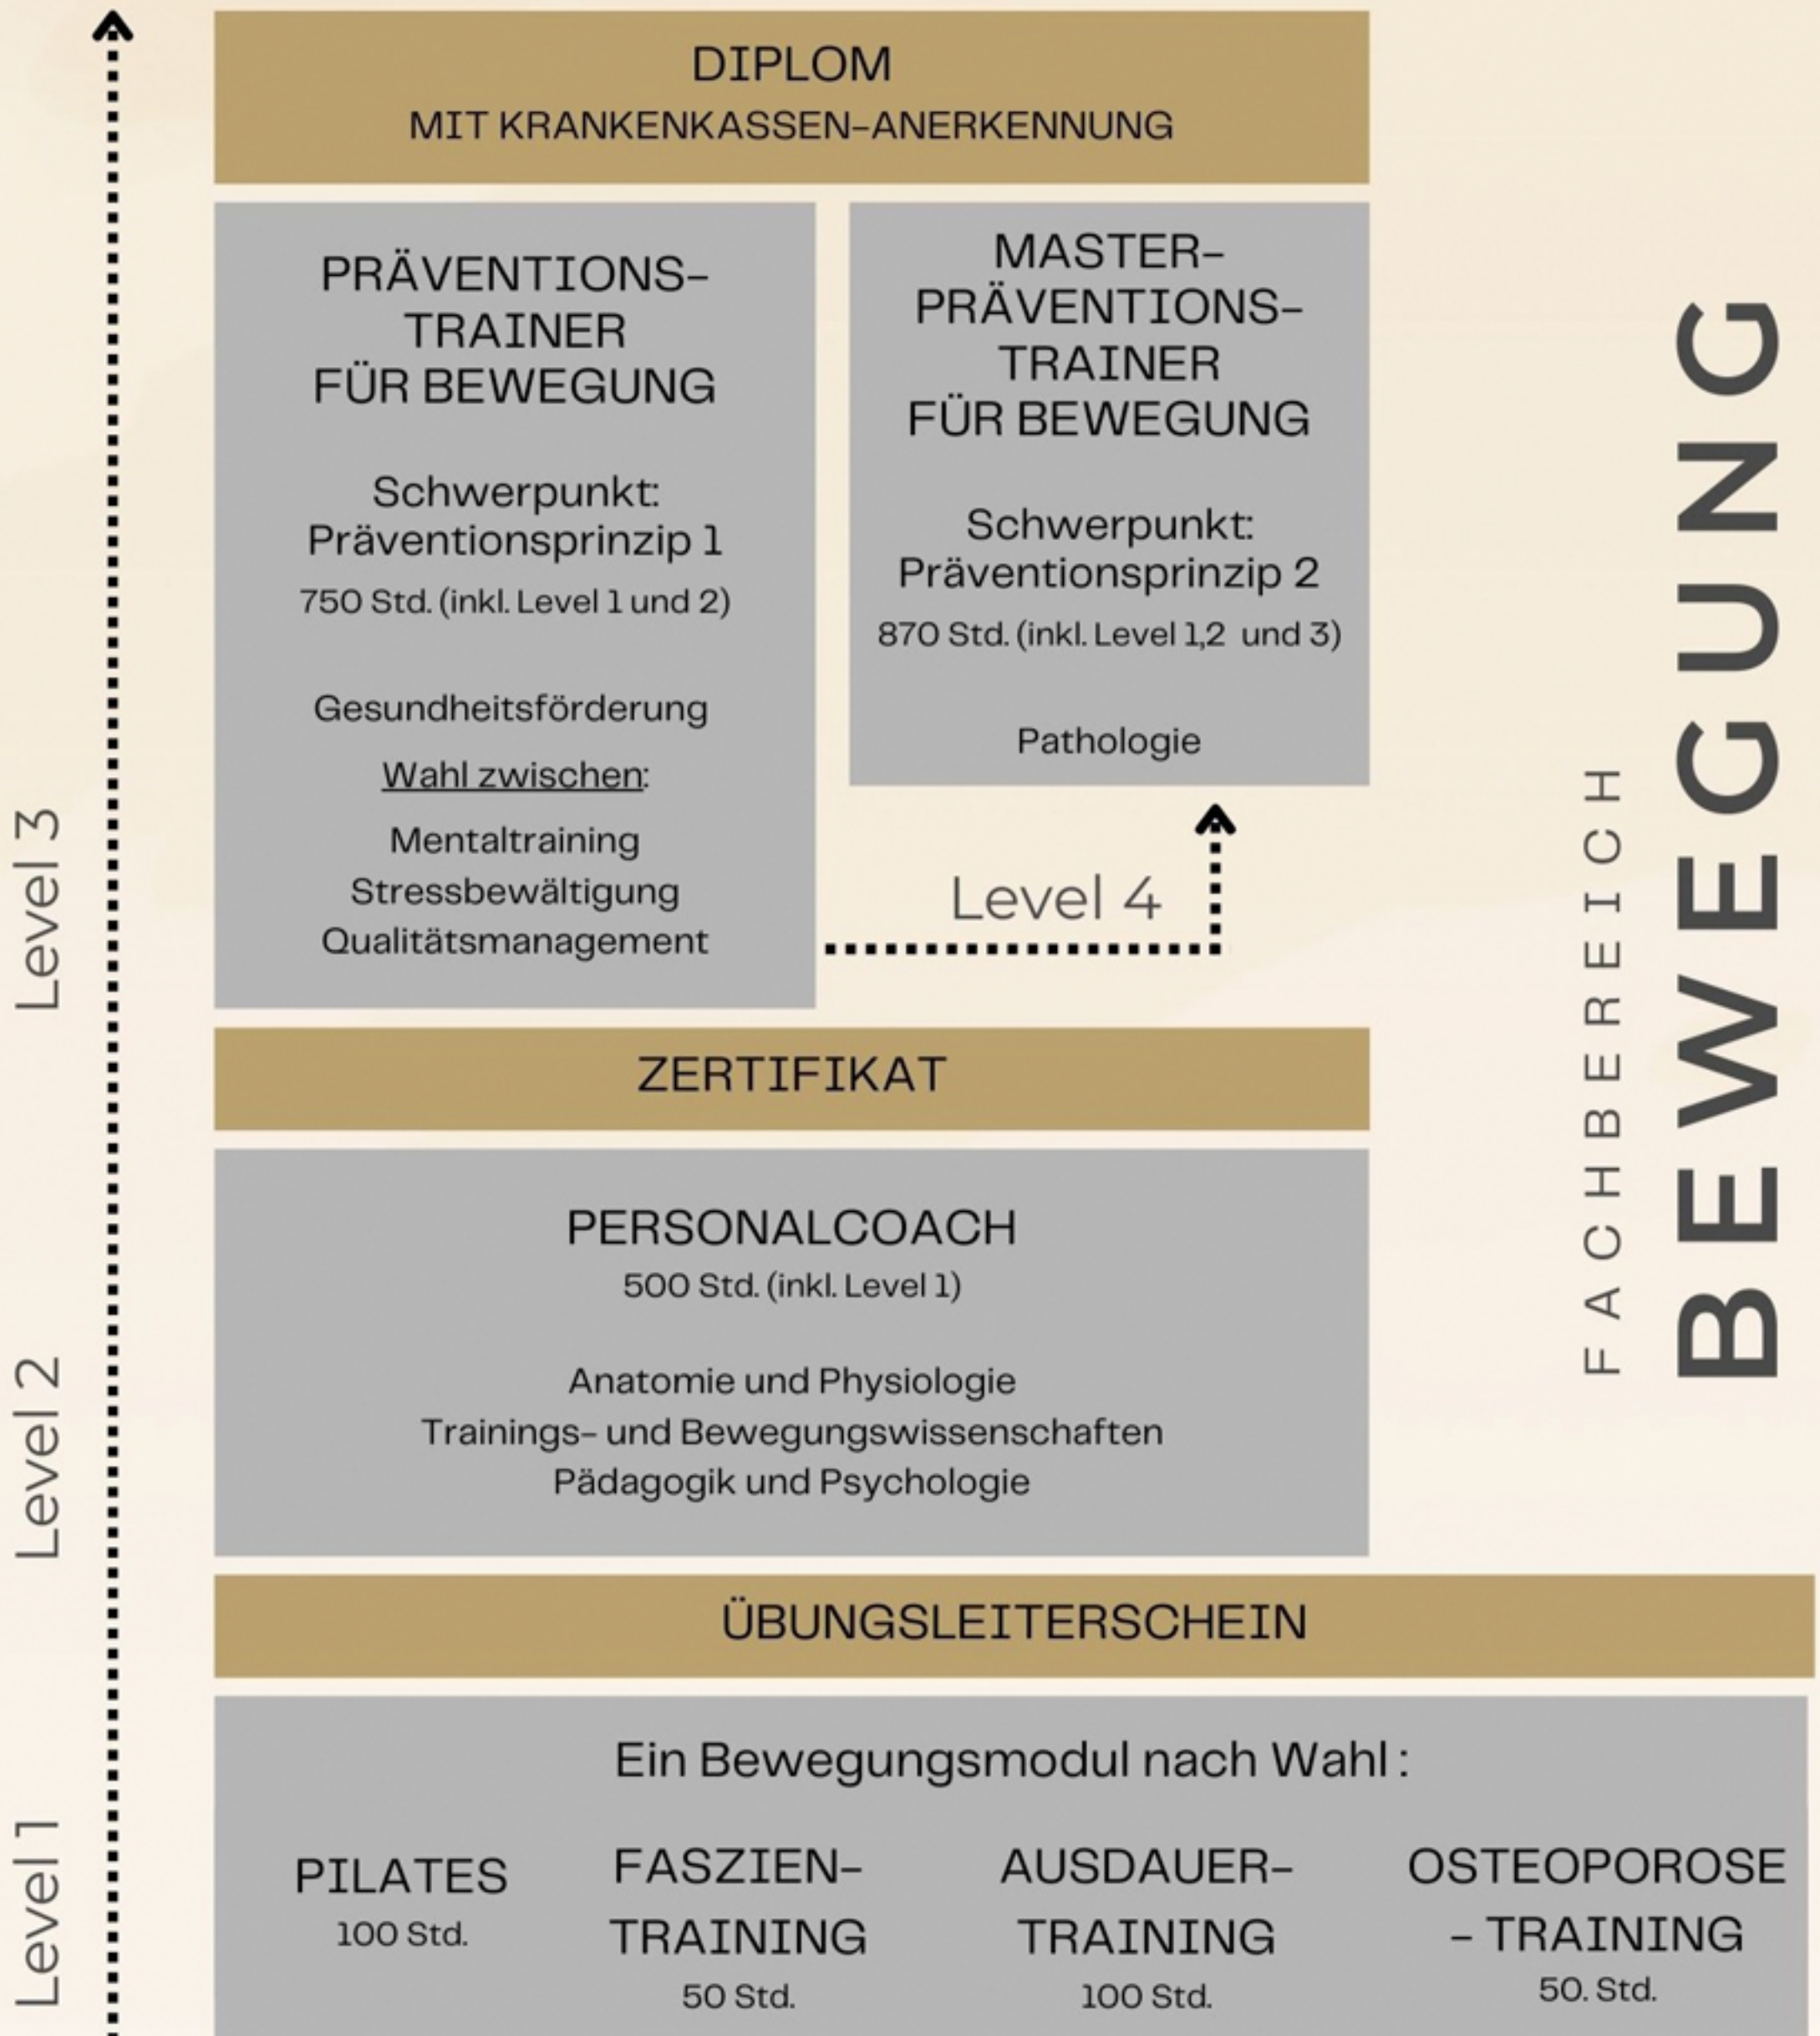 DIPLOM
MIT KRANKENKASSEN-ANERKENNUNG
PRÄVENTIONS-
TRAINER
FÜR BEWEGUNG
Schwerpunkt:
Präventionsprinzip 1
750 Std. (inkl. Level 1 und 2)
Gesundheitsförderung
Wahl zwischen:
Mentaltraining
Stressbewältigung
Qualitätsmanagement
MASTER-
PRÄVENTIONS-
TRAINER
FÜR BEWEGUNG
Schwerpunkt:
Präventionsprinzip 2
870 Std. (inkl. Level 1,2 und 3)
Pathologie
Level 4
Level 3
ZERTIFIKAT
PERSONALCOACH
500 Std. (inkl. Level 1)
Anatomie und Physiologie
Trainings- und Bewegungswissenschaften
Pädagogik und Psychologie
Level 2
FACHBEREICH
BEWEGUNG
ÜBUNGSLEITERSCHEIN
Ein Bewegungsmodul nach Wahl :
PILATES
100 Std.
FASZIEN-
TRAINING
50 Std.
AUSDAUER-
TRAINING
100 Std.
OSTEOPOROSE
- TRAINING
50. Std.
Level 1